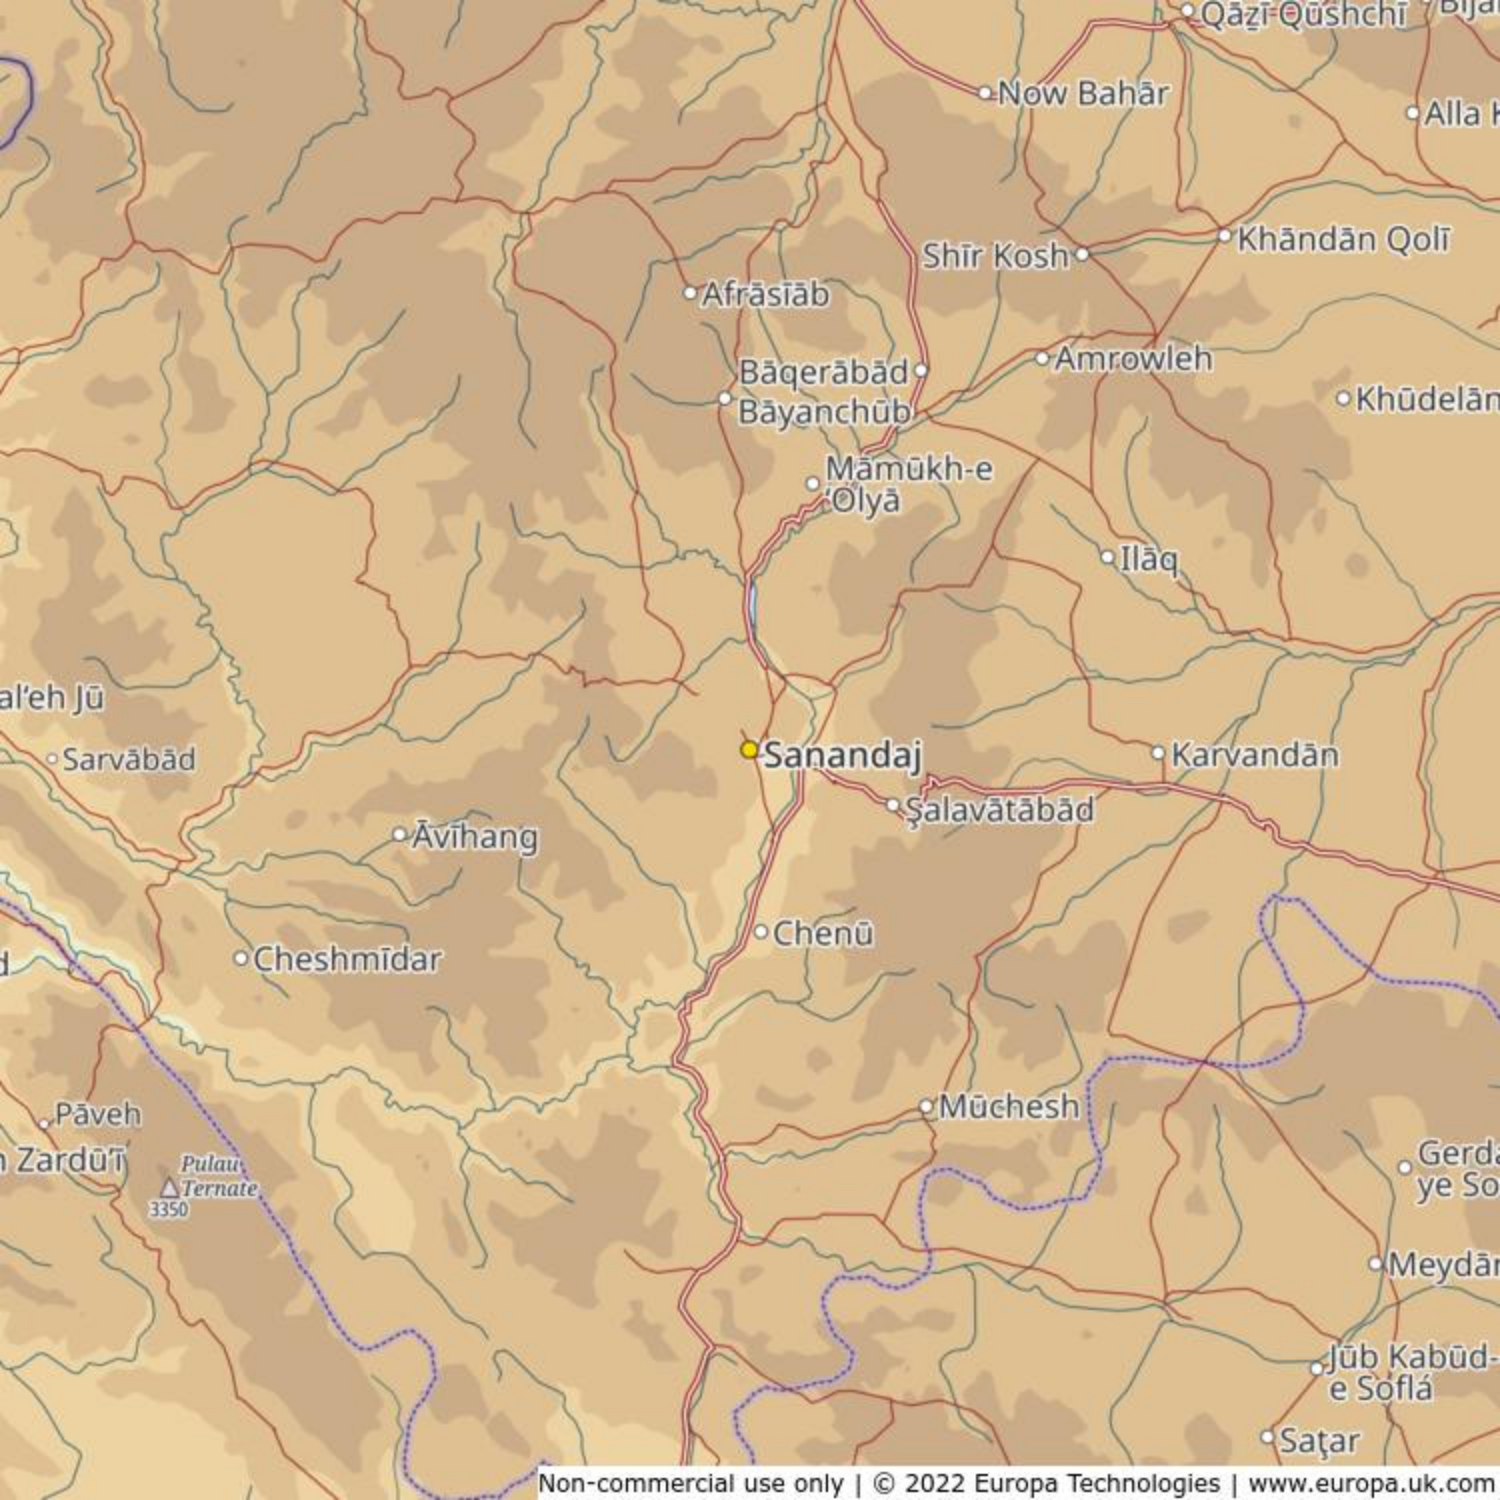 Qāẕī Qūshchī
Now Bahār
Alla
Khāndān Qolī
Shīr Kosh
Afrāsīāb
Bāqerābād
Amrowleh
Bāyanchūb
Khūdelān
Māmūkh-e
‘Olyā
Ilāq
al‘eh Jū
Sarvābād
Sanandaj
Karvandān
Şalavātābād
Āvīhang
Chenū
Cheshmīdar
Mūchesh
Pāveh
Zardū’ī
Pulau
Ternate
3350
Gerda
ye So
Meydān
Jūb Kabūd-
e Soflá
Saţar
Non-commercial use only | © 2022 Europa Technologies | www.europa.uk.com